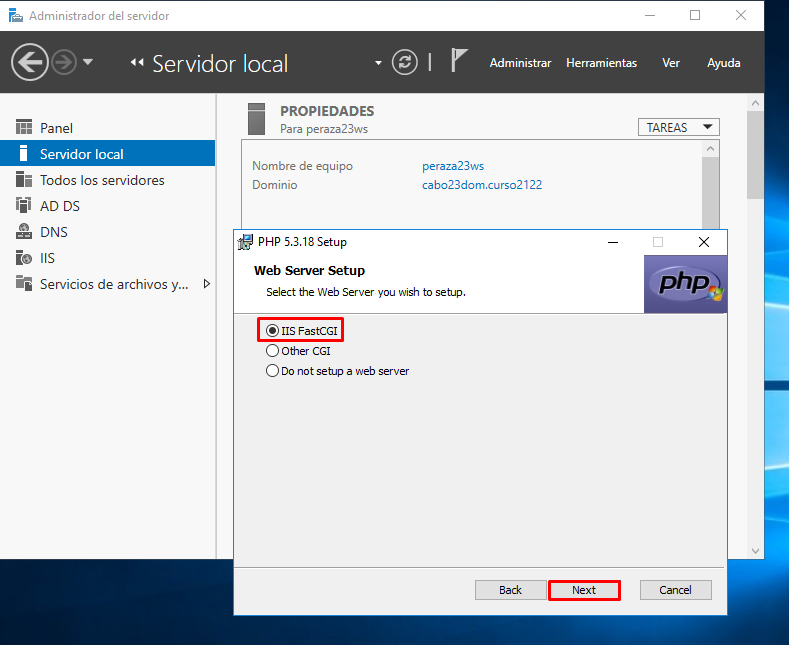 Administrador del servidor
Servidor local
Administrar Herramientas Ver Ayuda
Panel
Servidor local
Todos los servidores
AD DS
DNS
IIS
Servicios de archivos y...
PROPIEDADES
Para peraza23ws
TAREAS
Nombre de equipo peraza23ws
Dominio cabo23dom.curso2122
PHP 5.3.18 Setup
Web Server Setup
Select the Web Server you wish to setup.
php
IIS FastCGI
Other CGI
Do not setup a web server
Back Next Cancel